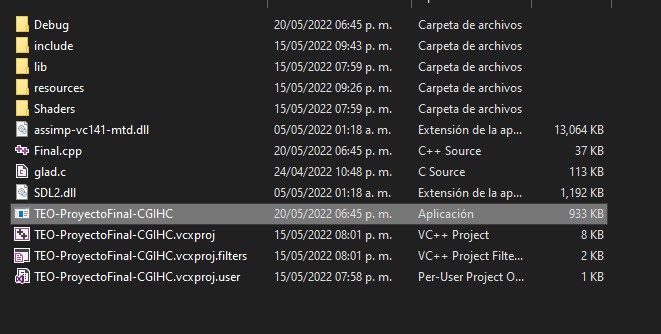 Debug 20/05/2022 06:45 p. m. Carpeta de archivos
include 15/05/2022 09:43 p. m. Carpeta de archivos
lib 15/05/2022 07:59 p. m. Carpeta de archivos
resources 15/05/2022 09:26 p. m. Carpeta de archivos
Shaders 15/05/2022 07:59 p. m. Carpeta de archivos
assimp-vc141-mtd.dll 05/05/2022 01:18 a. m. Extensión de la ap... 13,064 KB
Final.cpp 20/05/2022 06:45 p. m. C++ Source 37 KB
glad.c 24/04/2022 10:48 p. m. C Source 113 KB
SDL2.dll 05/05/2022 01:18 a. m. Extensión de la ap... 1,192 KB
TEO-ProyectoFinal-CGIHC 20/05/2022 06:45 p. m. Aplicación 933 KB
TEO-ProyectoFinal-CGIHC.vcxproj 15/05/2022 08:01 p. m. VC++ Project 8 KB
TEO-ProyectoFinal-CGIHC.vcxproj.filters 15/05/2022 08:01 p. m. VC++ Project Filte... 2 KB
TEO-ProyectoFinal-CGIHC.vcxproj.user 15/05/2022 07:58 p. m. Per-User Project O... 1 KB